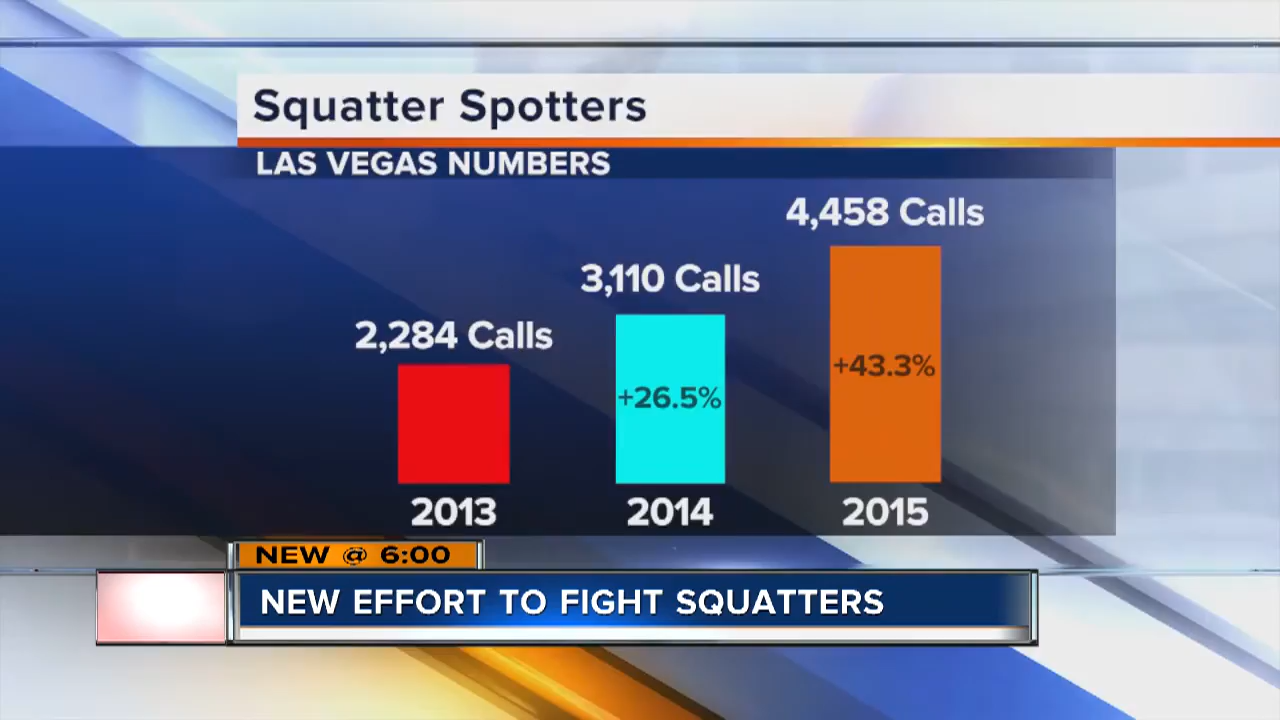 Squatter Spotters
LAS VEGAS NUMBERS
2,284 Calls
3,110 Calls
4,458 Calls
+26.5%
+43.3%
2013
2014
2015
NEW @ 6:00
NEW EFFORT TO FIGHT SQUATTERS